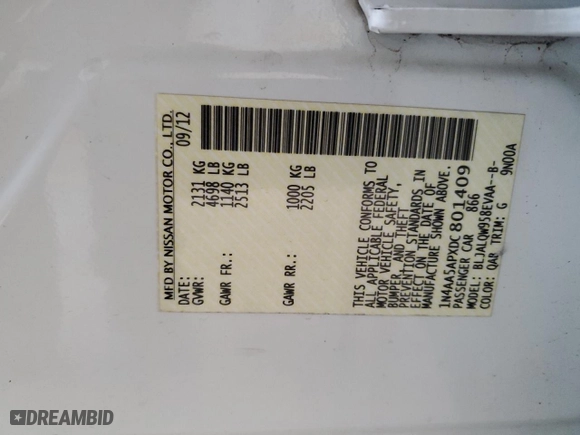 MFD BY NISSAN MOTOR CO., LTD.
DATE: 09/12
GVWR: 2131 KG
4698 LB
GAWR FR.: 1140 KG
2513 LB
GAWR RR.: 1000 KG
2205 LB
THIS VEHICLE CONFORMS TO
ALL APPLICABLE FEDERAL
MOTOR VEHICLE SAFETY,
BUMPER, AND THEFT
PREVENTION STANDARDS IN
EFFECT ON THE DATE OF
MANUFACTURE SHOWN ABOVE.
1N4AA5APXDC801409
PASSENGER CAR 866
MODEL: BLJALQW958EVAA--B-
COLOR: QAB TRIM: G 9N00A
DREAMBID